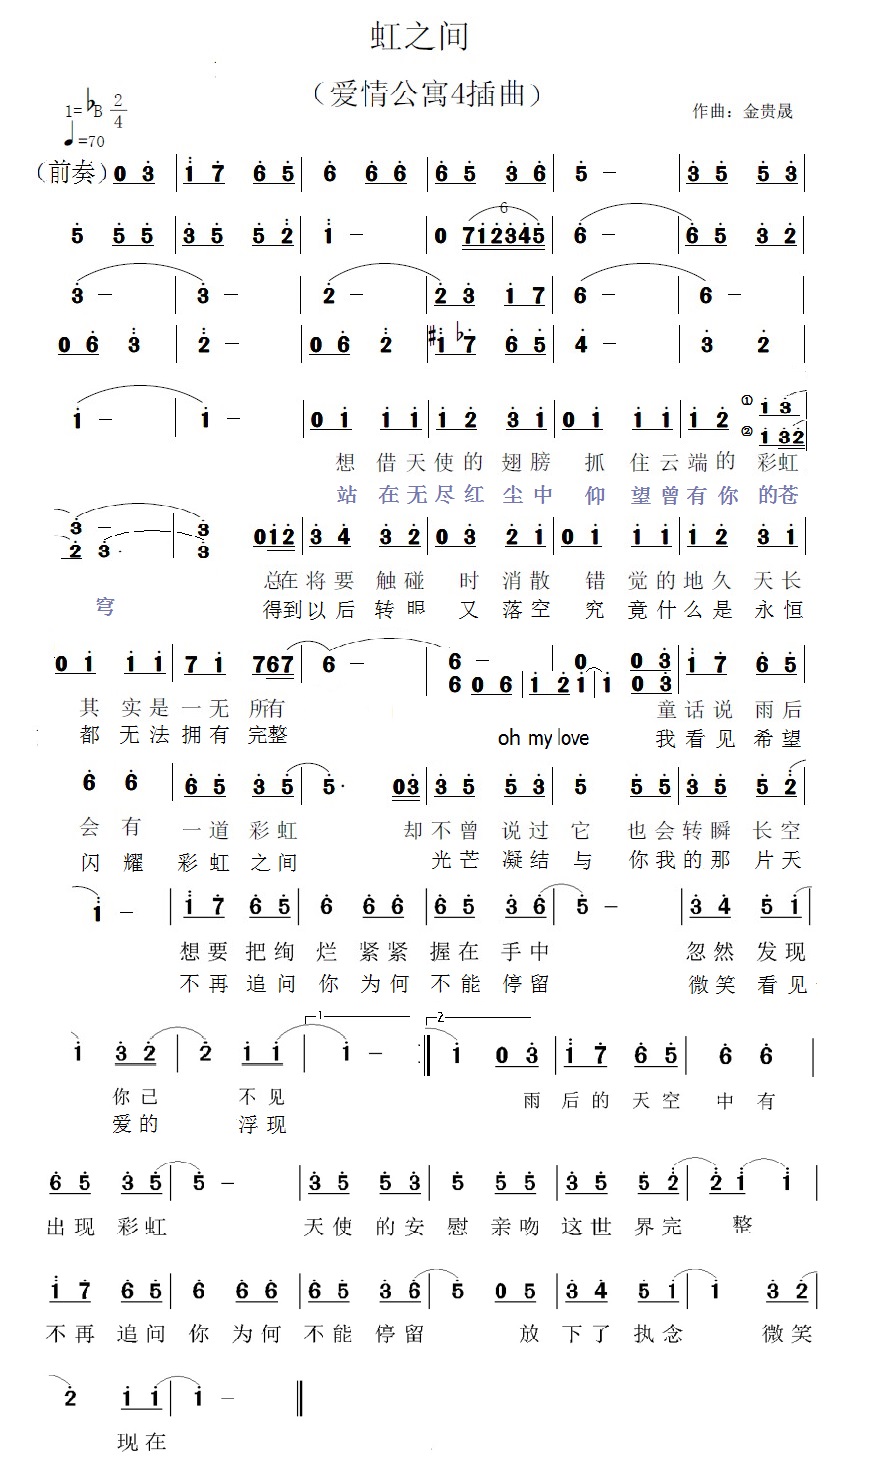 虹之间
（爱情公寓4插曲）
作曲：金贵晟
1=♭B 2/4
♩=70
（前奏） 0 3 | 1 7 6 5 | 6 6 6 | 6 5 3 6 | 5 － | 3 5 5 3 |
5 5 5 | 3 5 5 2 | 1 － | 0 712345 | 6 － | 6 5 3 2 |
6
3 － | 3 － | 2 － | 2 3 1 7 | 6 － | 6 － |
0 6 3 | 2 － | 0 6 2 | #1 ♭7 6 5 | 4 － | 3 2 |
1 － | 1 － | 0 1 1 1 | 1 2 3 1 | 0 1 1 1 | 1 2 ① 1 3
② 1 32
想 借 天 使 的 翅 膀 抓 住 云 端 的 彩 虹
站 在 无 尽 红 尘 中 仰 望 曾 有 你 的 苍
3 － | 3 012 | 3 4 3 2 | 0 3 2 1 | 0 1 1 1 | 1 2 3 1 |
2 3 · | 3
总 在 将 要 触 碰 时 消 散 错 觉 的 地 久 天 长
穹 得 到 以 后 转 眼 又 落 空 究 竟 什 么 是 永 恒
0 1 1 1 | 7 1 767 | 6 － | 6 － 0 0 3 | 1 7 6 5 |
6 0 6 | 1 2 1 | 1 0 3
其 实 是 一 无 所 有 童 话 说 雨 后
都 无 法 拥 有 完 整 oh my love 我 看 见 希 望
6 6 | 6 5 3 5 | 5 · 03 | 3 5 5 3 | 5 5 5 | 3 5 5 2 |
会 有 一 道 彩 虹 却 不 曾 说 过 它 也 会 转 瞬 长 空
闪 耀 彩 虹 之 间 光 芒 凝 结 与 你 我 的 那 片 天
1 － | 1 7 6 5 | 6 6 6 | 6 5 3 6 | 5 － | 3 4 5 1 |
想 要 把 绚 烂 紧 紧 握 在 手 中 忽 然 发 现
不 再 追 问 你 为 何 不 能 停 留 微 笑 看 见
1 2
1 3 2 | 2 1 1 | 1 － :‖ 1 0 3 | 1 7 6 5 | 6 6 |
你 己 不 见 雨 后 的 天 空 中 有
爱 的 浮 现
6 5 3 5 | 5 － | 3 5 5 3 | 5 5 5 | 3 5 5 2 | 2 1 1 |
出 现 彩 虹 天 使 的 安 慰 亲 吻 这 世 界 完 整
1 7 6 5 | 6 6 6 | 6 5 3 6 | 5 0 5 | 3 4 5 1 | 1 3 2 |
不 再 追 问 你 为 何 不 能 停 留 放 下 了 执 念 微 笑
2 1 1 | 1 － ‖
现 在